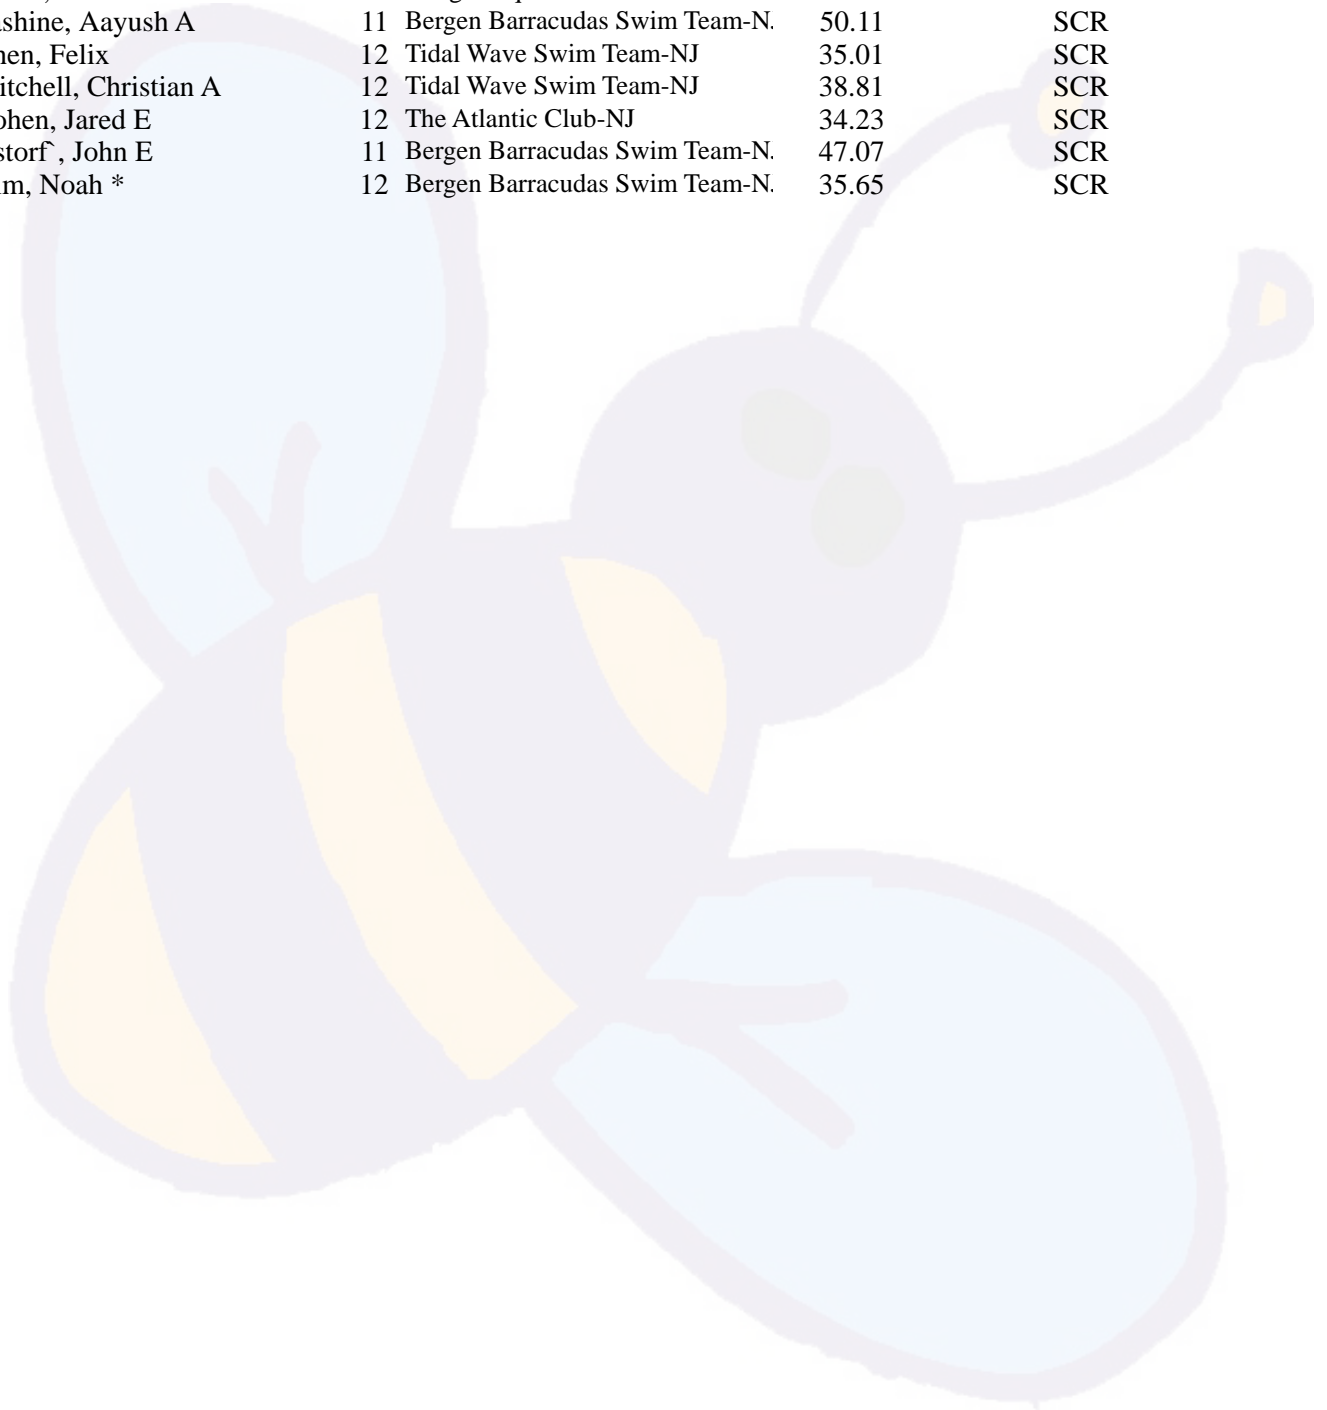 ashine, Aayush A 11 Bergen Barracudas Swim Team-N. 50.11 SCR
hen, Felix 12 Tidal Wave Swim Team-NJ 35.01 SCR
itchell, Christian A 12 Tidal Wave Swim Team-NJ 38.81 SCR
ohen, Jared E 12 The Atlantic Club-NJ 34.23 SCR
storf`, John E 11 Bergen Barracudas Swim Team-N. 47.07 SCR
im, Noah * 12 Bergen Barracudas Swim Team-N. 35.65 SCR